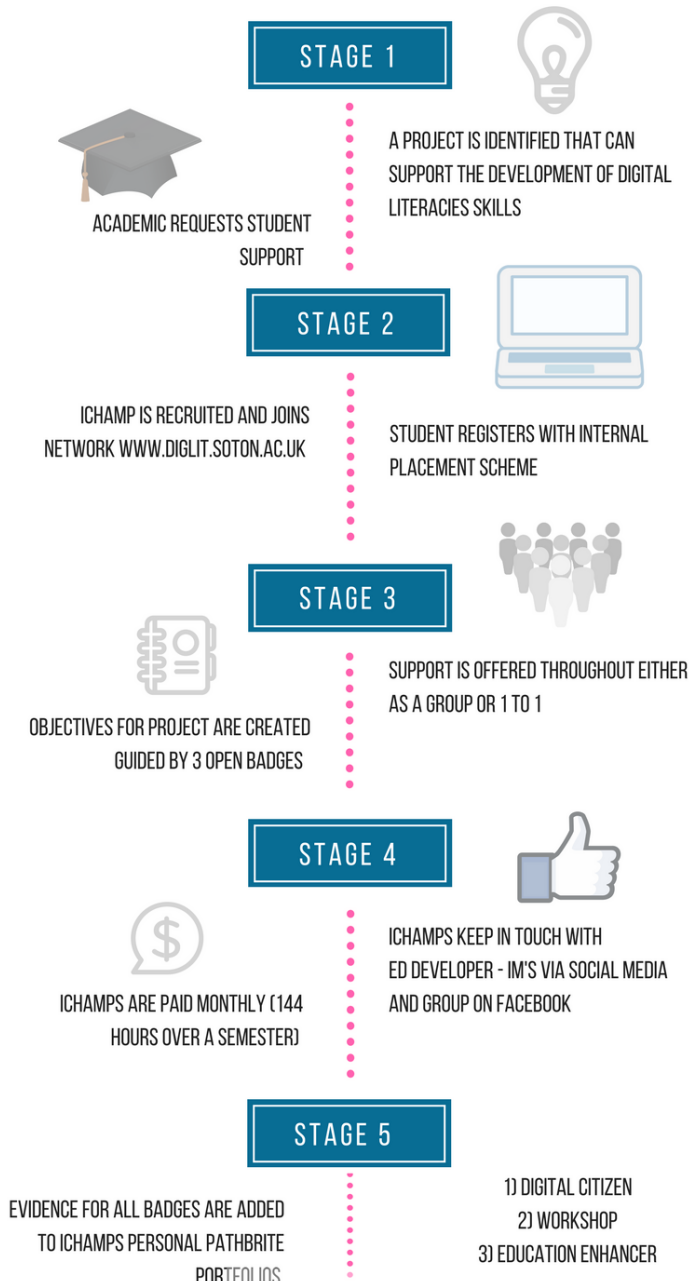 STAGE 1
A PROJECT IS IDENTIFIED THAT CAN
SUPPORT THE DEVELOPMENT OF DIGITAL
LITERACIES SKILLS
ACADEMIC REQUESTS STUDENT
SUPPORT
STAGE 2
ICHAMP IS RECRUITED AND JOINS
NETWORK WWW.DIGLIT.SOTON.AC.UK
STUDENT REGISTERS WITH INTERNAL
PLACEMENT SCHEME
STAGE 3
SUPPORT IS OFFERED THROUGHOUT EITHER
AS A GROUP OR 1 TO 1
OBJECTIVES FOR PROJECT ARE CREATED
GUIDED BY 3 OPEN BADGES
STAGE 4
$
ICHAMPS KEEP IN TOUCH WITH
ED DEVELOPER - IM'S VIA SOCIAL MEDIA
AND GROUP ON FACEBOOK
ICHAMPS ARE PAID MONTHLY (144
HOURS OVER A SEMESTER)
STAGE 5
EVIDENCE FOR ALL BADGES ARE ADDED
TO ICHAMPS PERSONAL PATHBRITE
PORTFOLIOS
1) DIGITAL CITIZEN
2) WORKSHOP
3) EDUCATION ENHANCER